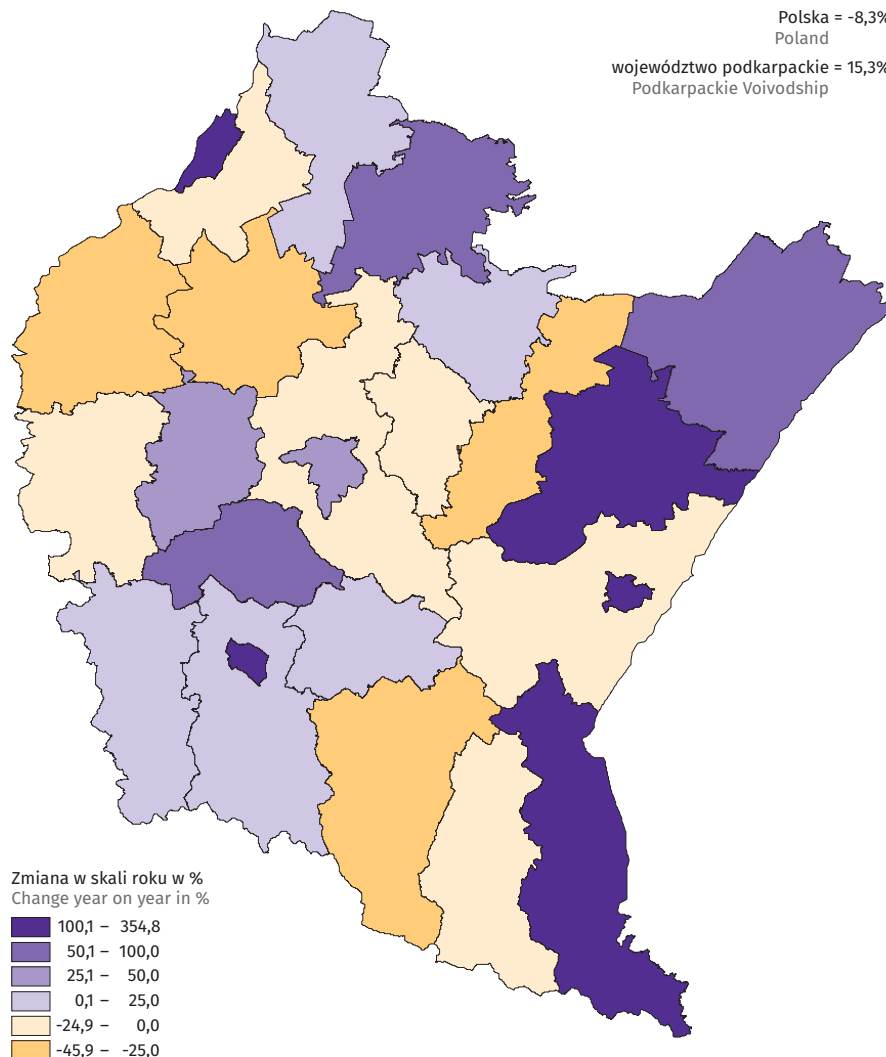 Polska = -8,3%
Poland
województwo podkarpackie = 15,3%
Podkarpackie Voivodship
Zmiana w skali roku w %
Change year on year in %
100,1 – 354,8
50,1 – 100,0
25,1 – 50,0
0,1 – 25,0
-24,9 – 0,0
-45,9 – -25,0